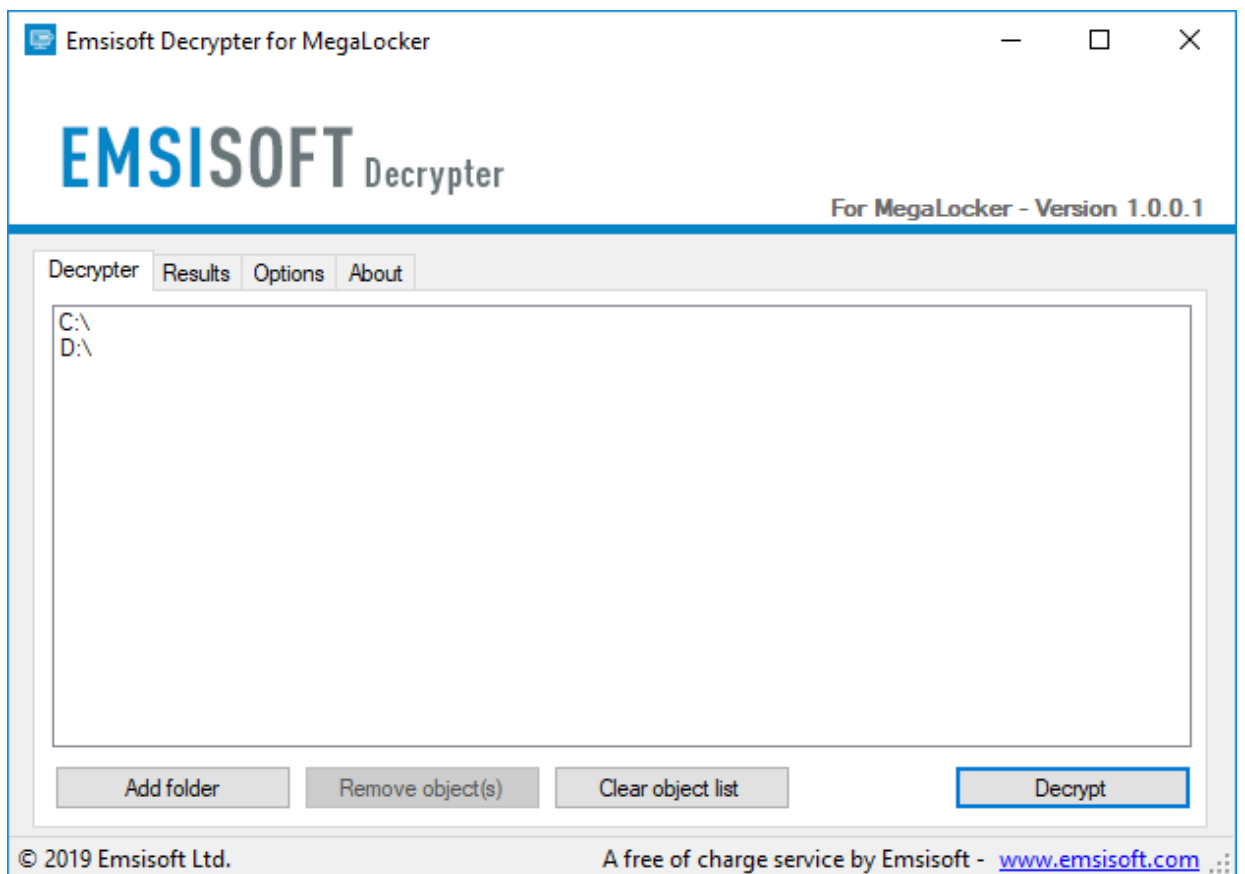 Emsisoft Decrypter for MegaLocker
EMSISOFT Decrypter
For MegaLocker - Version 1.0.0.1
Decrypter Results Options About
C:\
D:\
Add folder Remove object(s) Clear object list Decrypt
© 2019 Emsisoft Ltd. A free of charge service by Emsisoft - www.emsisoft.com